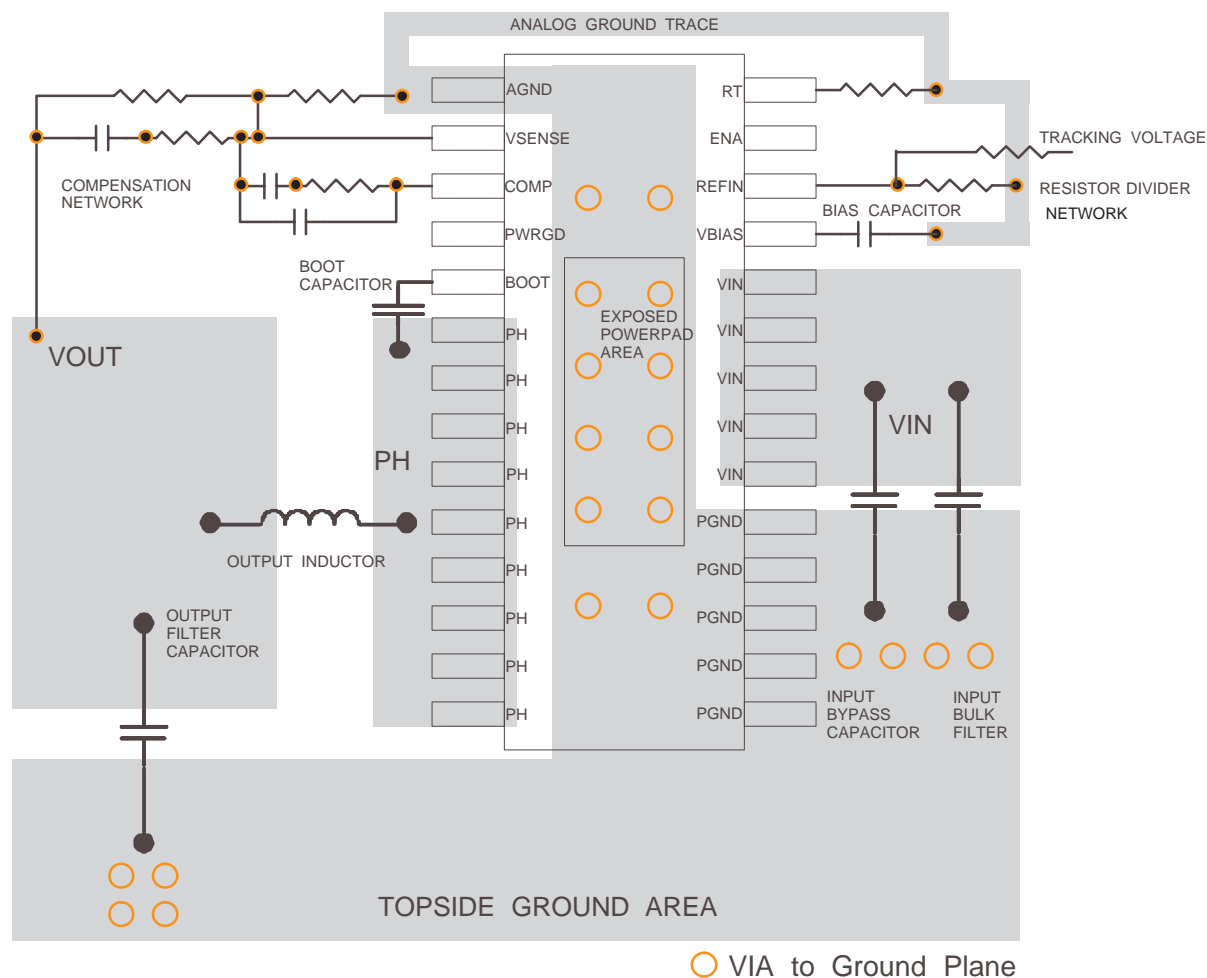 ANALOG GROUND TRACE
AGND
RT
VSENSE
ENA
TRACKING VOLTAGE
COMPENSATION
NETWORK
COMP
REFIN
RESISTOR DIVIDER
NETWORK
BIAS CAPACITOR
PWRGD
VBIAS
BOOT
CAPACITOR
BOOT
VIN
EXPOSED
POWERPAD
AREA
PH
VIN
VOUT
PH
VIN
PH
VIN
VIN
PH
PH
VIN
PH
PGND
OUTPUT INDUCTOR
PH
PGND
OUTPUT
FILTER
CAPACITOR
PH
PGND
PH
PGND
INPUT
BYPASS
CAPACITOR
INPUT
BULK
FILTER
PH
PGND
TOPSIDE GROUND AREA
VIA to Ground Plane